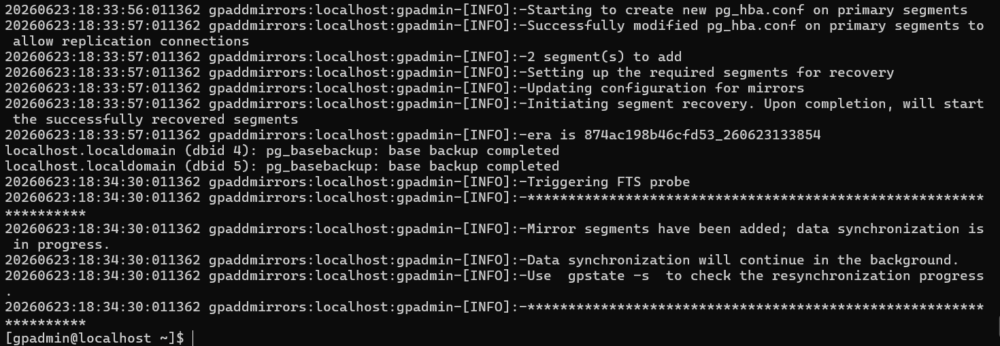 20260623:18:33:56:011362 gpaddmirrors:localhost:gpadmin-[INFO]:-Starting to create new pg_hba.conf on primary segments
20260623:18:33:57:011362 gpaddmirrors:localhost:gpadmin-[INFO]:-Successfully modified pg_hba.conf on primary segments to
 allow replication connections
20260623:18:33:57:011362 gpaddmirrors:localhost:gpadmin-[INFO]:-2 segment(s) to add
20260623:18:33:57:011362 gpaddmirrors:localhost:gpadmin-[INFO]:-Setting up the required segments for recovery
20260623:18:33:57:011362 gpaddmirrors:localhost:gpadmin-[INFO]:-Updating configuration for mirrors
20260623:18:33:57:011362 gpaddmirrors:localhost:gpadmin-[INFO]:-Initiating segment recovery. Upon completion, will start
 the successfully recovered segments
20260623:18:33:57:011362 gpaddmirrors:localhost:gpadmin-[INFO]:-era is 874ac198b46cfd53_260623133854
localhost.localdomain (dbid 4): pg_basebackup: base backup completed
localhost.localdomain (dbid 5): pg_basebackup: base backup completed
20260623:18:34:30:011362 gpaddmirrors:localhost:gpadmin-[INFO]:-Triggering FTS probe
20260623:18:34:30:011362 gpaddmirrors:localhost:gpadmin-[INFO]:-********************************************************
**********
20260623:18:34:30:011362 gpaddmirrors:localhost:gpadmin-[INFO]:-Mirror segments have been added; data synchronization is
 in progress.
20260623:18:34:30:011362 gpaddmirrors:localhost:gpadmin-[INFO]:-Data synchronization will continue in the background.
20260623:18:34:30:011362 gpaddmirrors:localhost:gpadmin-[INFO]:-Use  gpstate -s  to check the resynchronization progress
.
20260623:18:34:30:011362 gpaddmirrors:localhost:gpadmin-[INFO]:-********************************************************
**********
[gpadmin@localhost ~]$